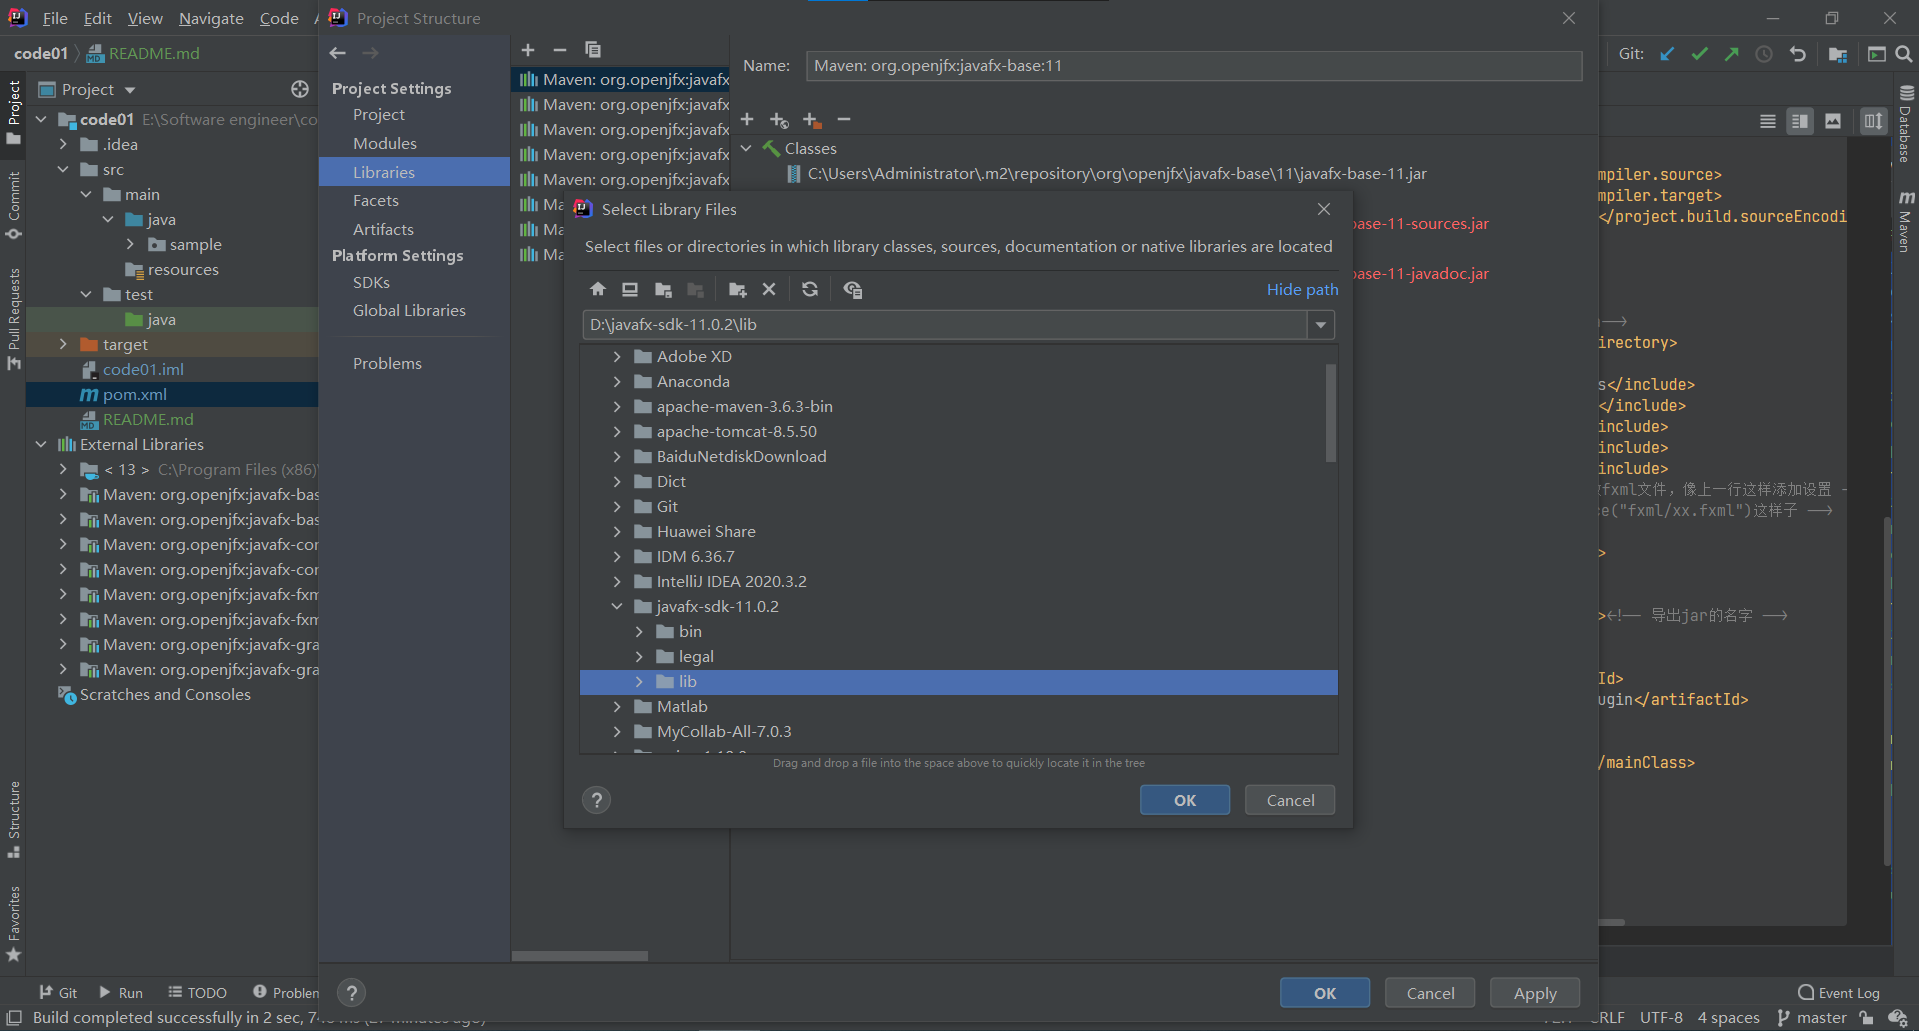 File Edit View Navigate Code
Project Structure
code01 README.md
Git:
Project
code01 E:\Software engineer\co
.idea
src
main
java
sample
resources
test
java
target
code01.iml
pom.xml
README.md
External Libraries
< 13 > C:\Program Files (x86)
Maven: org.openjfx:javafx-bas
Maven: org.openjfx:javafx-bas
Maven: org.openjfx:javafx-con
Maven: org.openjfx:javafx-con
Maven: org.openjfx:javafx-fxm
Maven: org.openjfx:javafx-fxm
Maven: org.openjfx:javafx-gra
Maven: org.openjfx:javafx-gra
Scratches and Consoles
Project
Commit
Pull Requests
Structure
Favorites
Project Settings
Project
Modules
Libraries
Facets
Artifacts
Platform Settings
SDKs
Global Libraries
Problems
Maven: org.openjfx:javafx
Maven: org.openjfx:javafx
Maven: org.openjfx:javafx
Maven: org.openjfx:javafx
Maven: org.openjfx:javafx
Ma
Ma
Ma
Name: Maven: org.openjfx:javafx-base:11
Classes
C:\Users\Administrator\.m2\repository\org\openjfx\javafx-base\11\javafx-base-11.jar
base-11-sources.jar
base-11-javadoc.jar
Select Library Files
Select files or directories in which library classes, sources, documentation or native libraries are located
Hide path
D:\javafx-sdk-11.0.2\lib
Adobe XD
Anaconda
apache-maven-3.6.3-bin
apache-tomcat-8.5.50
BaiduNetdiskDownload
Dict
Git
Huawei Share
IDM 6.36.7
IntelliJ IDEA 2020.3.2
javafx-sdk-11.0.2
bin
legal
lib
Matlab
MyCollab-All-7.0.3
Drag and drop a file into the space above to quickly locate it in the tree
? OK Cancel
? OK Cancel Apply
mpiler.source>
mpiler.target>
</project.build.sourceEncodi
-->
irectory>
s</include>
</include>
include>
include>
include>
fxml文件，像上一行这样添加设置 -
ce("fxml/xx.fxml")这样子 -->
>
><!-- 导出jar的名字 -->
Id>
ugin</artifactId>
/mainClass>
Database
Maven
Git Run TODO Problem
Event Log
Build completed successfully in 2 sec,
CRLF UTF-8 4 spaces master